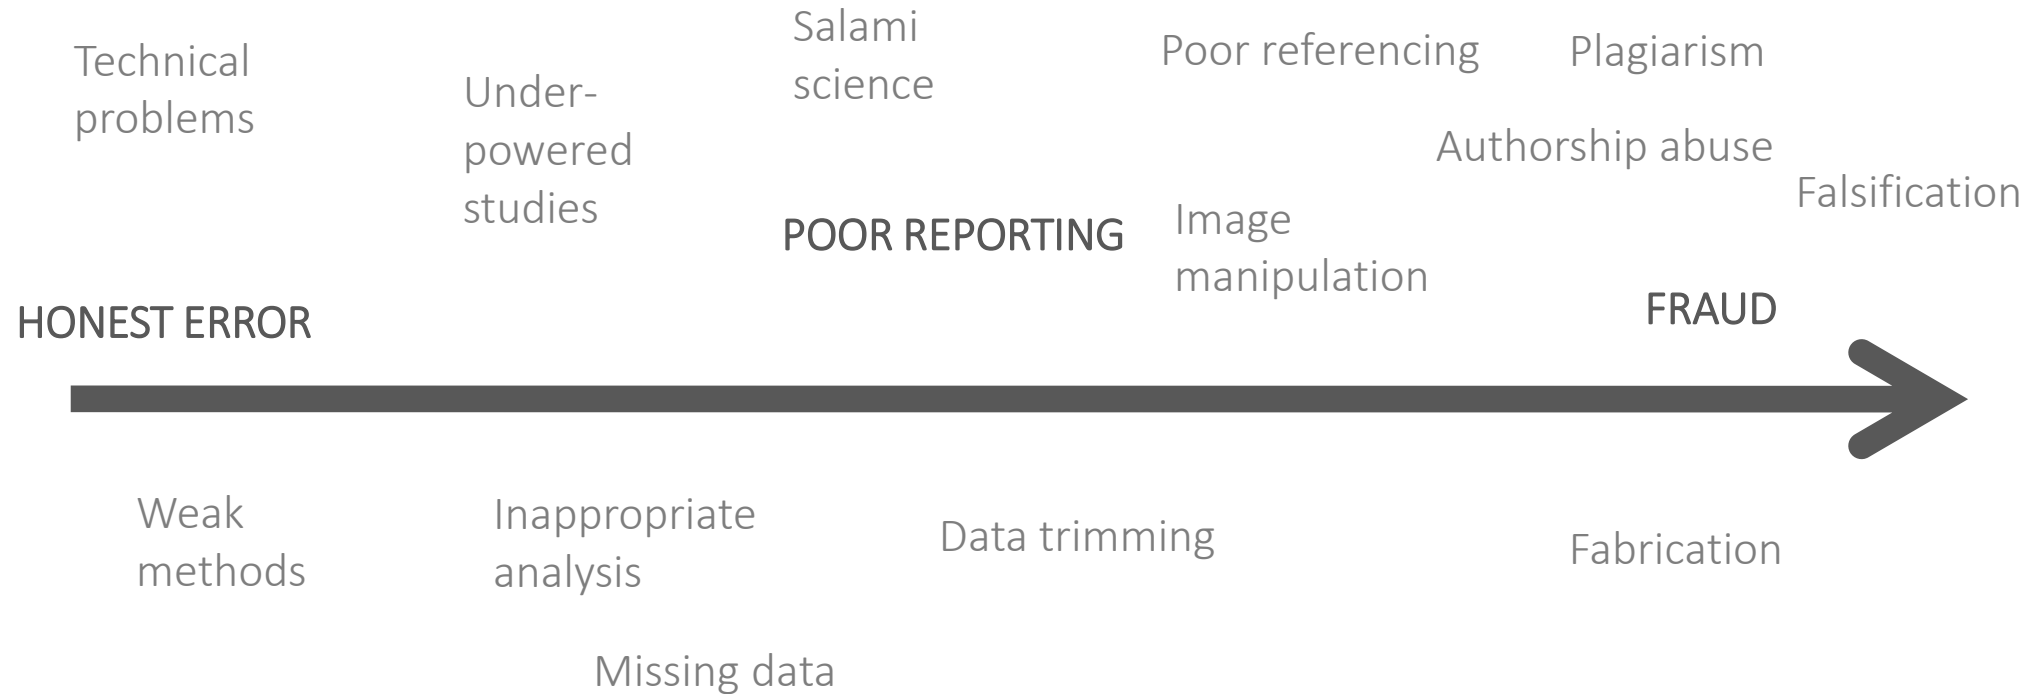 Technical
problems
Under-
powered
studies
Salami
science
Poor referencing
Plagiarism
Authorship abuse
Falsification
POOR REPORTING
Image
manipulation
HONEST ERROR
FRAUD
Weak
methods
Inappropriate
analysis
Data trimming
Fabrication
Missing data